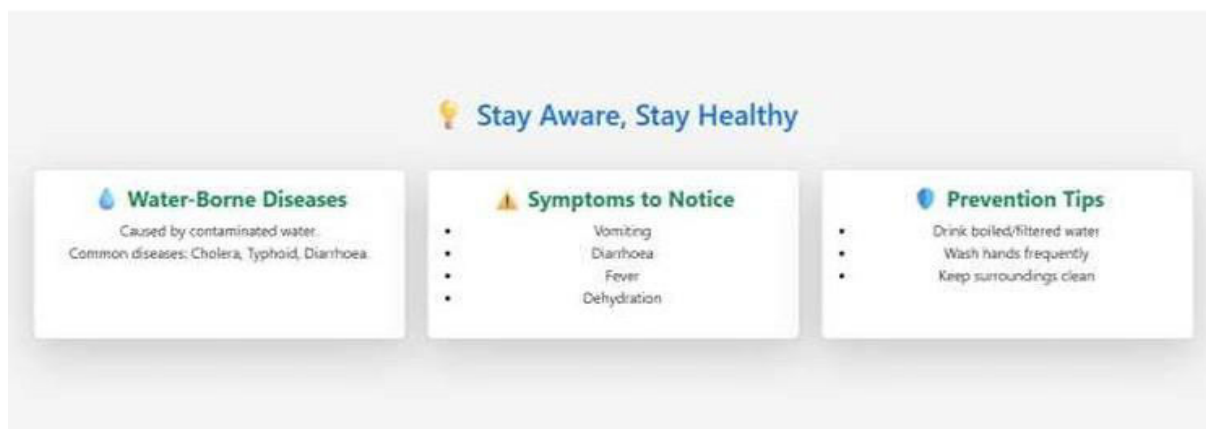 Stay Aware, Stay Healthy
Water-Borne Diseases
Caused by contaminated water.
Common diseases: Cholera, Typhoid, Diarrhoea.
Symptoms to Notice
• Vomiting
• Diarrhoea
• Fever
• Dehydration
Prevention Tips
• Drink boiled/filtered water
• Wash hands frequently
• Keep surroundings clean